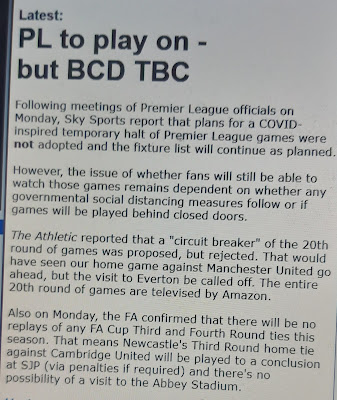 Latest:
PL to play on -
but BCD TBC
Following meetings of Premier League officials on
Monday, Sky Sports report that plans for a COVID-
inspired temporary halt of Premier League games were
not adopted and the fixture list will continue as planned.
However, the issue of whether fans will still be able to
watch those games remains dependent on whether any
governmental social distancing measures follow or if
games will be played behind closed doors.
The Athletic reported that a "circuit breaker" of the 20th
round of games was proposed, but rejected. That would
have seen our home game against Manchester United go
ahead, but the visit to Everton be called off. The entire
20th round of games are televised by Amazon.
Also on Monday, the FA confirmed that there will be no
replays of any FA Cup Third and Fourth Round ties this
season. That means Newcastle's Third Round home tie
against Cambridge United will be played to a conclusion
at SJP (via penalties if required) and there's no
possibility of a visit to the Abbey Stadium.